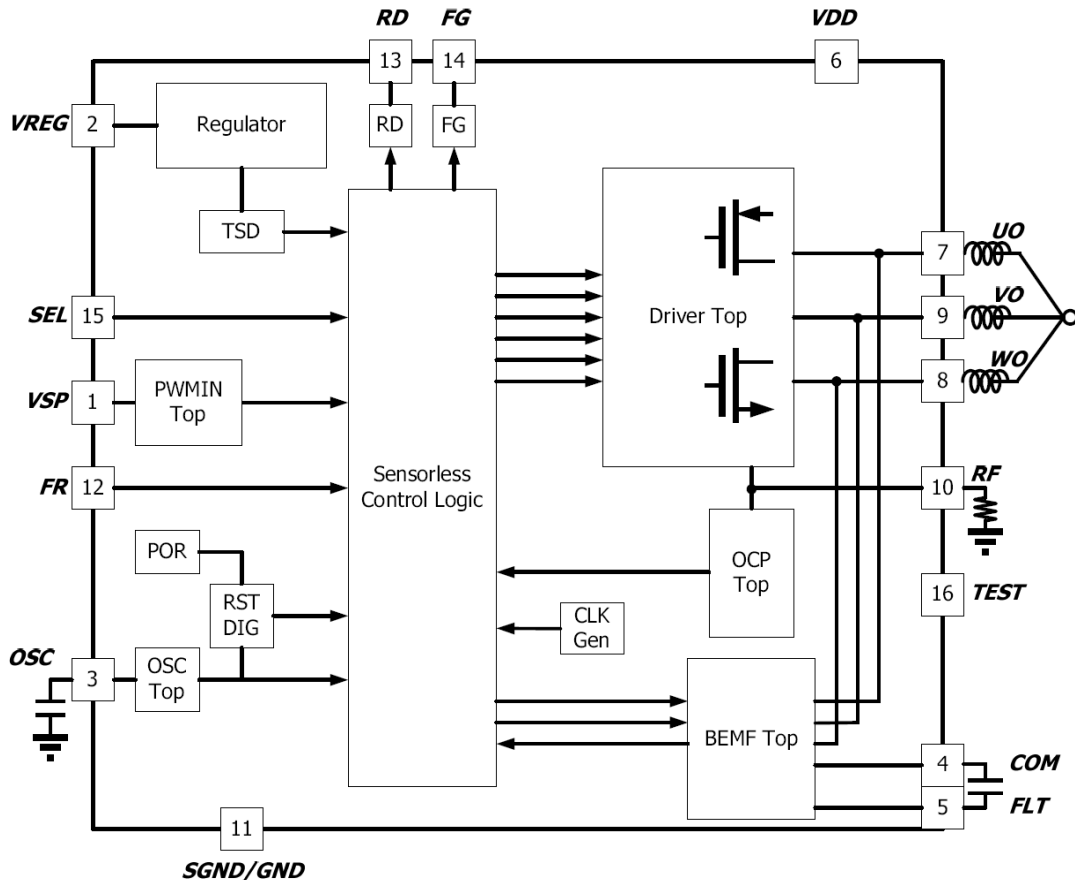 RD
FG
VDD
13
14
6
VREG
2
Regulator
RD
FG
TSD
UO
7
SEL
15
VO
9
Driver Top
WO
8
VSP
1
PWMIN
Top
FR
12
Sensorless
Control Logic
10
RF
POR
OCP
Top
RST
DIG
CLK
Gen
16
TEST
OSC
3
OSC
Top
BEMF Top
4
COM
5
FLT
11
SGND/GND